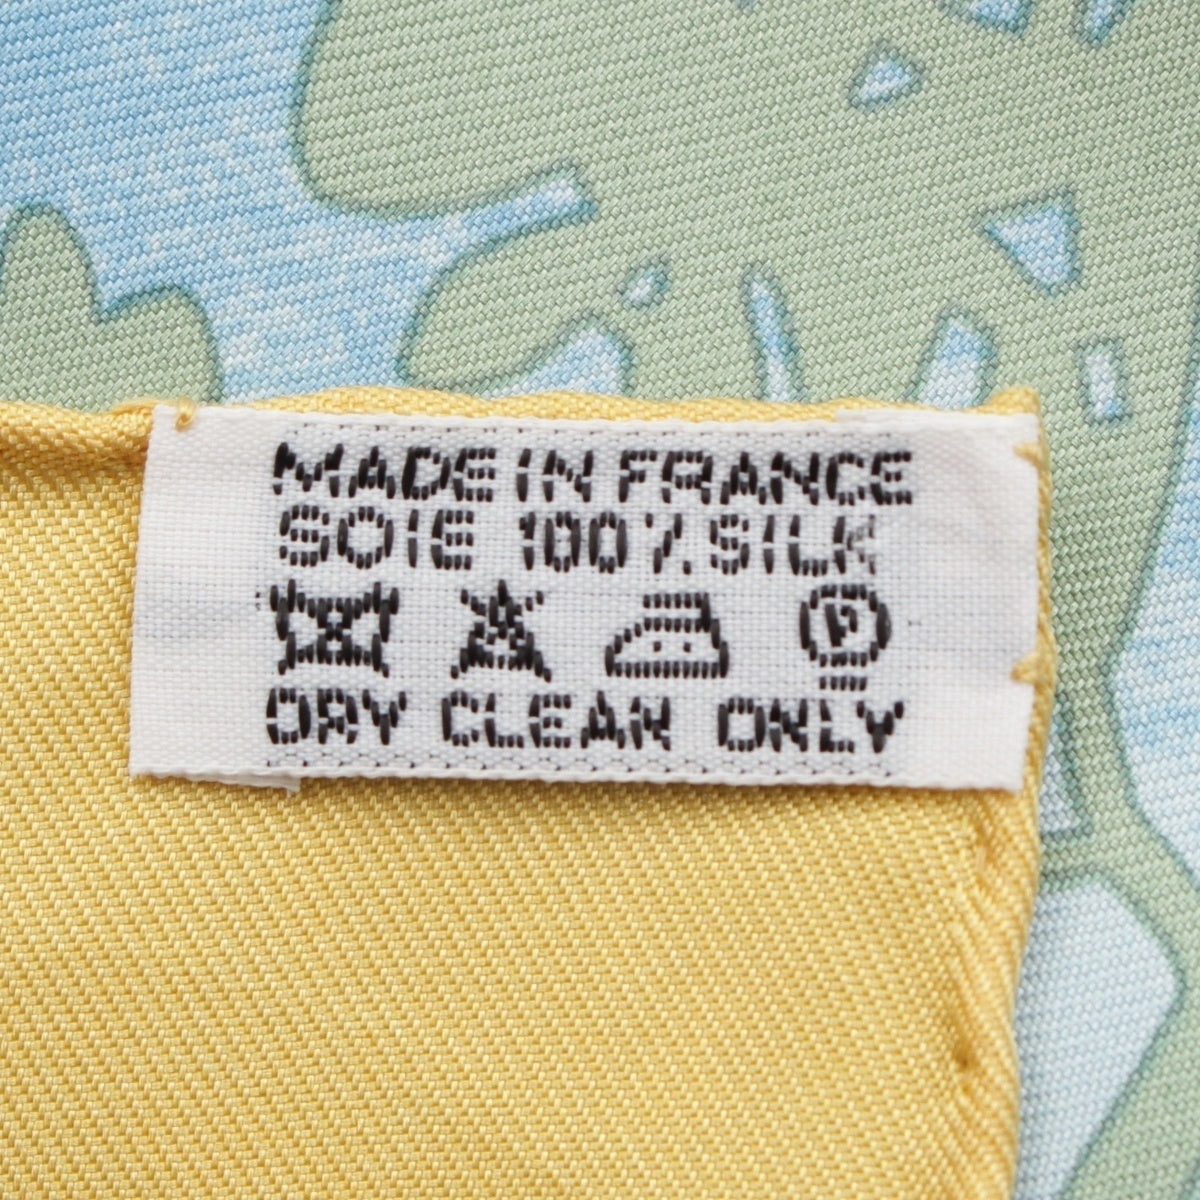 MADE IN FRANCE
SOIE 100% SILK
P
DRY CLEAN ONLY